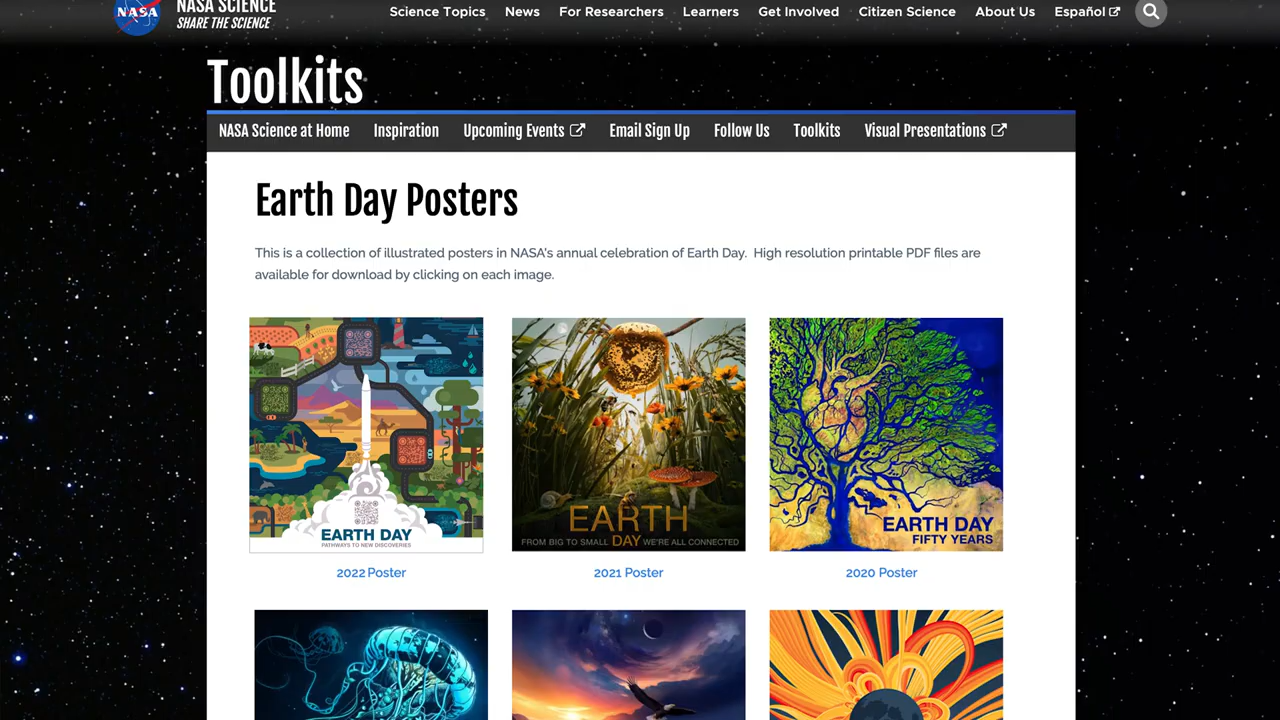 NASA
NASA SCIENCE
SHARE THE SCIENCE
Science Topics News For Researchers Learners Get Involved Citizen Science About Us Español
Toolkits
NASA Science at Home Inspiration Upcoming Events Email Sign Up Follow Us Toolkits Visual Presentations
Earth Day Posters
This is a collection of illustrated posters in NASA's annual celebration of Earth Day. High resolution printable PDF files are
available for download by clicking on each image.
EARTH DAY
PATHWAYS TO NEW DISCOVERIES
EARTH
FROM BIG TO SMALL DAY WE'RE ALL CONNECTED
EARTH DAY
FIFTY YEARS
2022 Poster 2021 Poster 2020 Poster